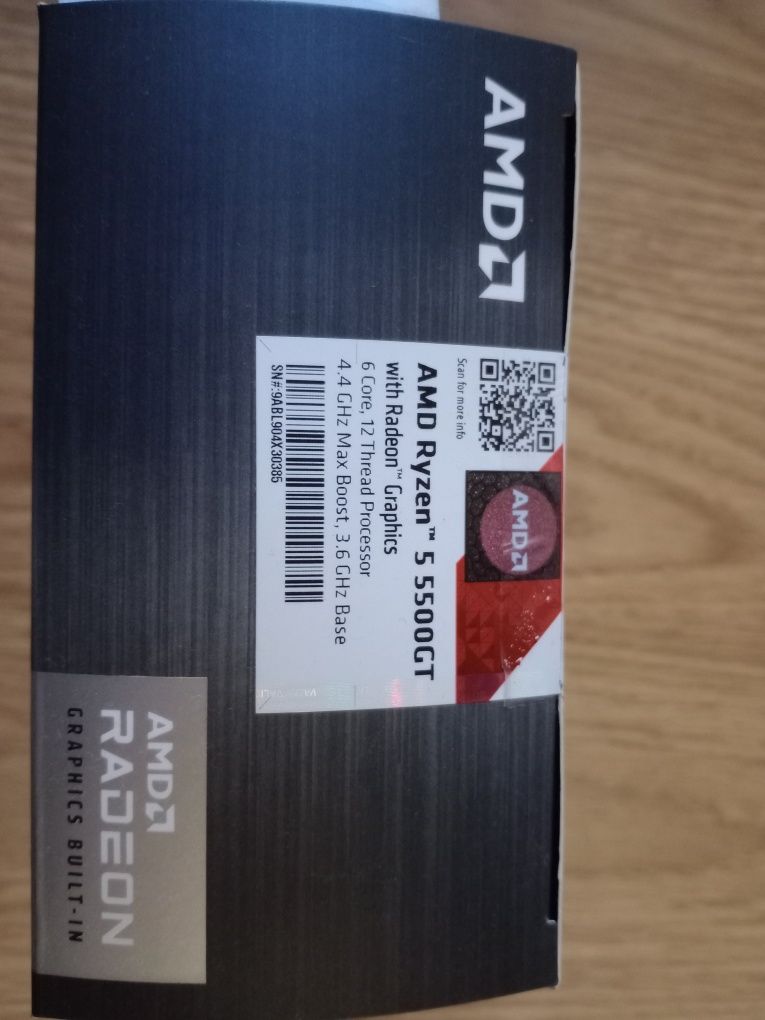 AMD
Scan for more info
AMD
AMD Ryzen™ 5 5500GT
with Radeon™ Graphics
6 Core, 12 Thread Processor
4.4 GHz Max Boost, 3.6 GHz Base
SN#:9ABL904X30385
AMD
RADEON
GRAPHICS BUILT-IN